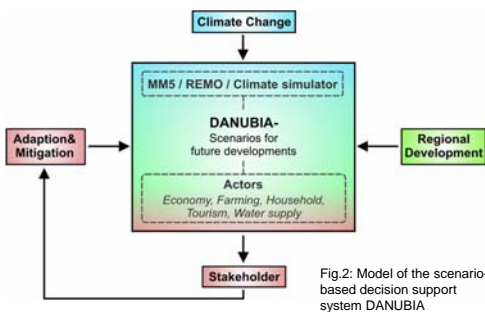 Climate Change
MM5 / REMO / Climate simulator
DANUBIA-
Scenarios for
future developments
Adaption&
Mitigation
Regional
Development
Actors
Economy, Farming, Household,
Tourism, Water supply
Stakeholder
Fig.2: Model of the scenario-
based decision support
system DANUBIA